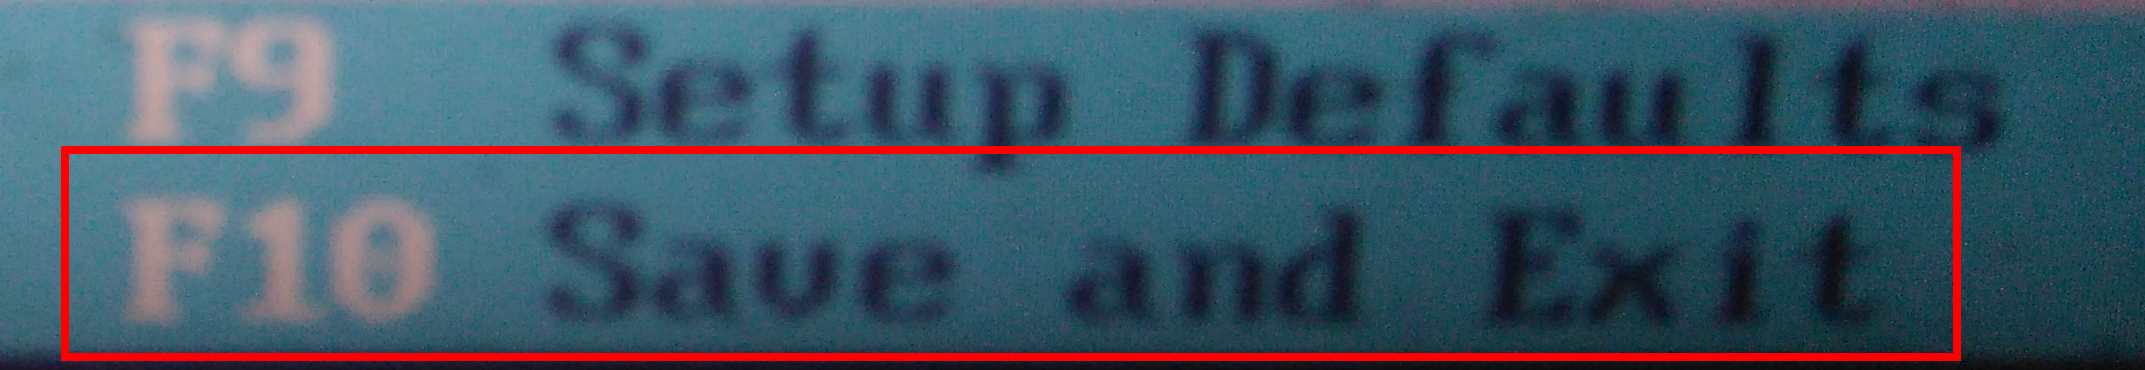 F9 Setup Defaults
F10 Save and Exit